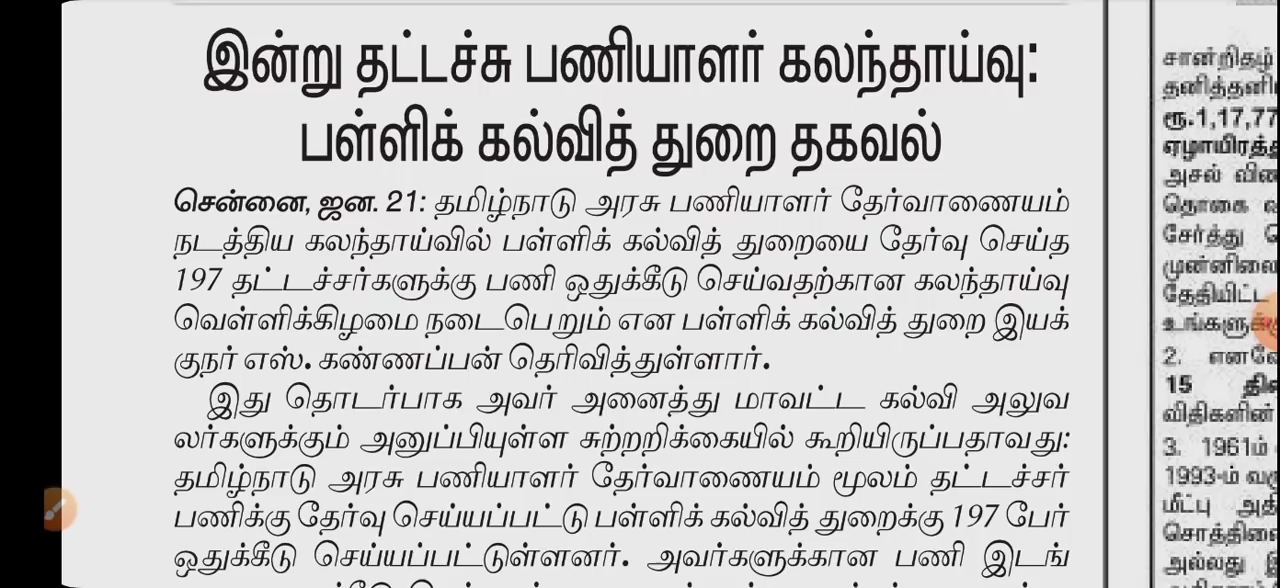 இன்று தட்டச்சு பணியாளர் கலந்தாய்வு:
பள்ளிக் கல்வித் துறை தகவல்
சென்னை, ஜன. 21: தமிழ்நாடு அரசு பணியாளர் தேர்வாணையம்
நடத்திய கலந்தாய்வில் பள்ளிக் கல்வித் துறையை தேர்வு செய்த
197 தட்டச்சர்களுக்கு பணி ஒதுக்கீடு செய்வதற்கான கலந்தாய்வு
வெள்ளிக்கிழமை நடைபெறும் என பள்ளிக் கல்வித் துறை இயக்
குநர் எஸ். கண்ணப்பன் தெரிவித்துள்ளார்.
இது தொடர்பாக அவர் அனைத்து மாவட்ட கல்வி அலுவ
லர்களுக்கும் அனுப்பியுள்ள சுற்றறிக்கையில் கூறியிருப்பதாவது:
தமிழ்நாடு அரசு பணியாளர் தேர்வாணையம் மூலம் தட்டச்சர்
பணிக்கு தேர்வு செய்யப்பட்டு பள்ளிக் கல்வித் துறைக்கு 197 பேர்
ஒதுக்கீடு செய்யப்பட்டுள்ளனர். அவர்களுக்கான பணி இடங்
சான்றிதழ்
ரூ.1,17,77
அசல்
தொகை
சேர்த்து
தேதியிட்ட
2.
15
விதிகளின்
3. 1961ம்
1993-ம்
மீட்பு
அல்லது